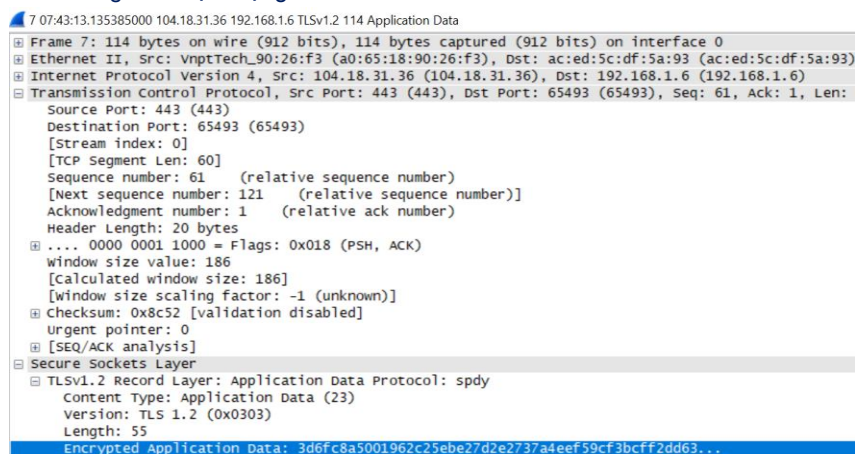 7 07:43:13.135385000 104.18.31.36 192.168.1.6 TLSv1.2 114 Application Data
Frame 7: 114 bytes on wire (912 bits), 114 bytes captured (912 bits) on interface 0
Ethernet II, Src: VnptTech_90:26:f3 (a0:65:18:90:26:f3), Dst: ac:ed:5c:df:5a:93 (ac:ed:5c:df:5a:93)
Internet Protocol Version 4, Src: 104.18.31.36 (104.18.31.36), Dst: 192.168.1.6 (192.168.1.6)
Transmission Control Protocol, Src Port: 443 (443), Dst Port: 65493 (65493), Seq: 61, Ack: 1, Len:
Source Port: 443 (443)
Destination Port: 65493 (65493)
[Stream index: 0]
[TCP Segment Len: 60]
Sequence number: 61 (relative sequence number)
[Next sequence number: 121 (relative sequence number)]
Acknowledgment number: 1 (relative ack number)
Header Length: 20 bytes
.... 0000 0001 1000 = Flags: 0x018 (PSH, ACK)
Window size value: 186
[Calculated window size: 186]
[Window size scaling factor: -1 (unknown)]
Checksum: 0x8c52 [validation disabled]
Urgent pointer: 0
[SEQ/ACK analysis]
Secure Sockets Layer
TLSv1.2 Record Layer: Application Data Protocol: spdy
Content Type: Application Data (23)
Version: TLS 1.2 (0x0303)
Length: 55
Encrypted Application Data: 3d6fc8a5001962c25ebe27d2e2737a4eef59cf3bcff2dd63...